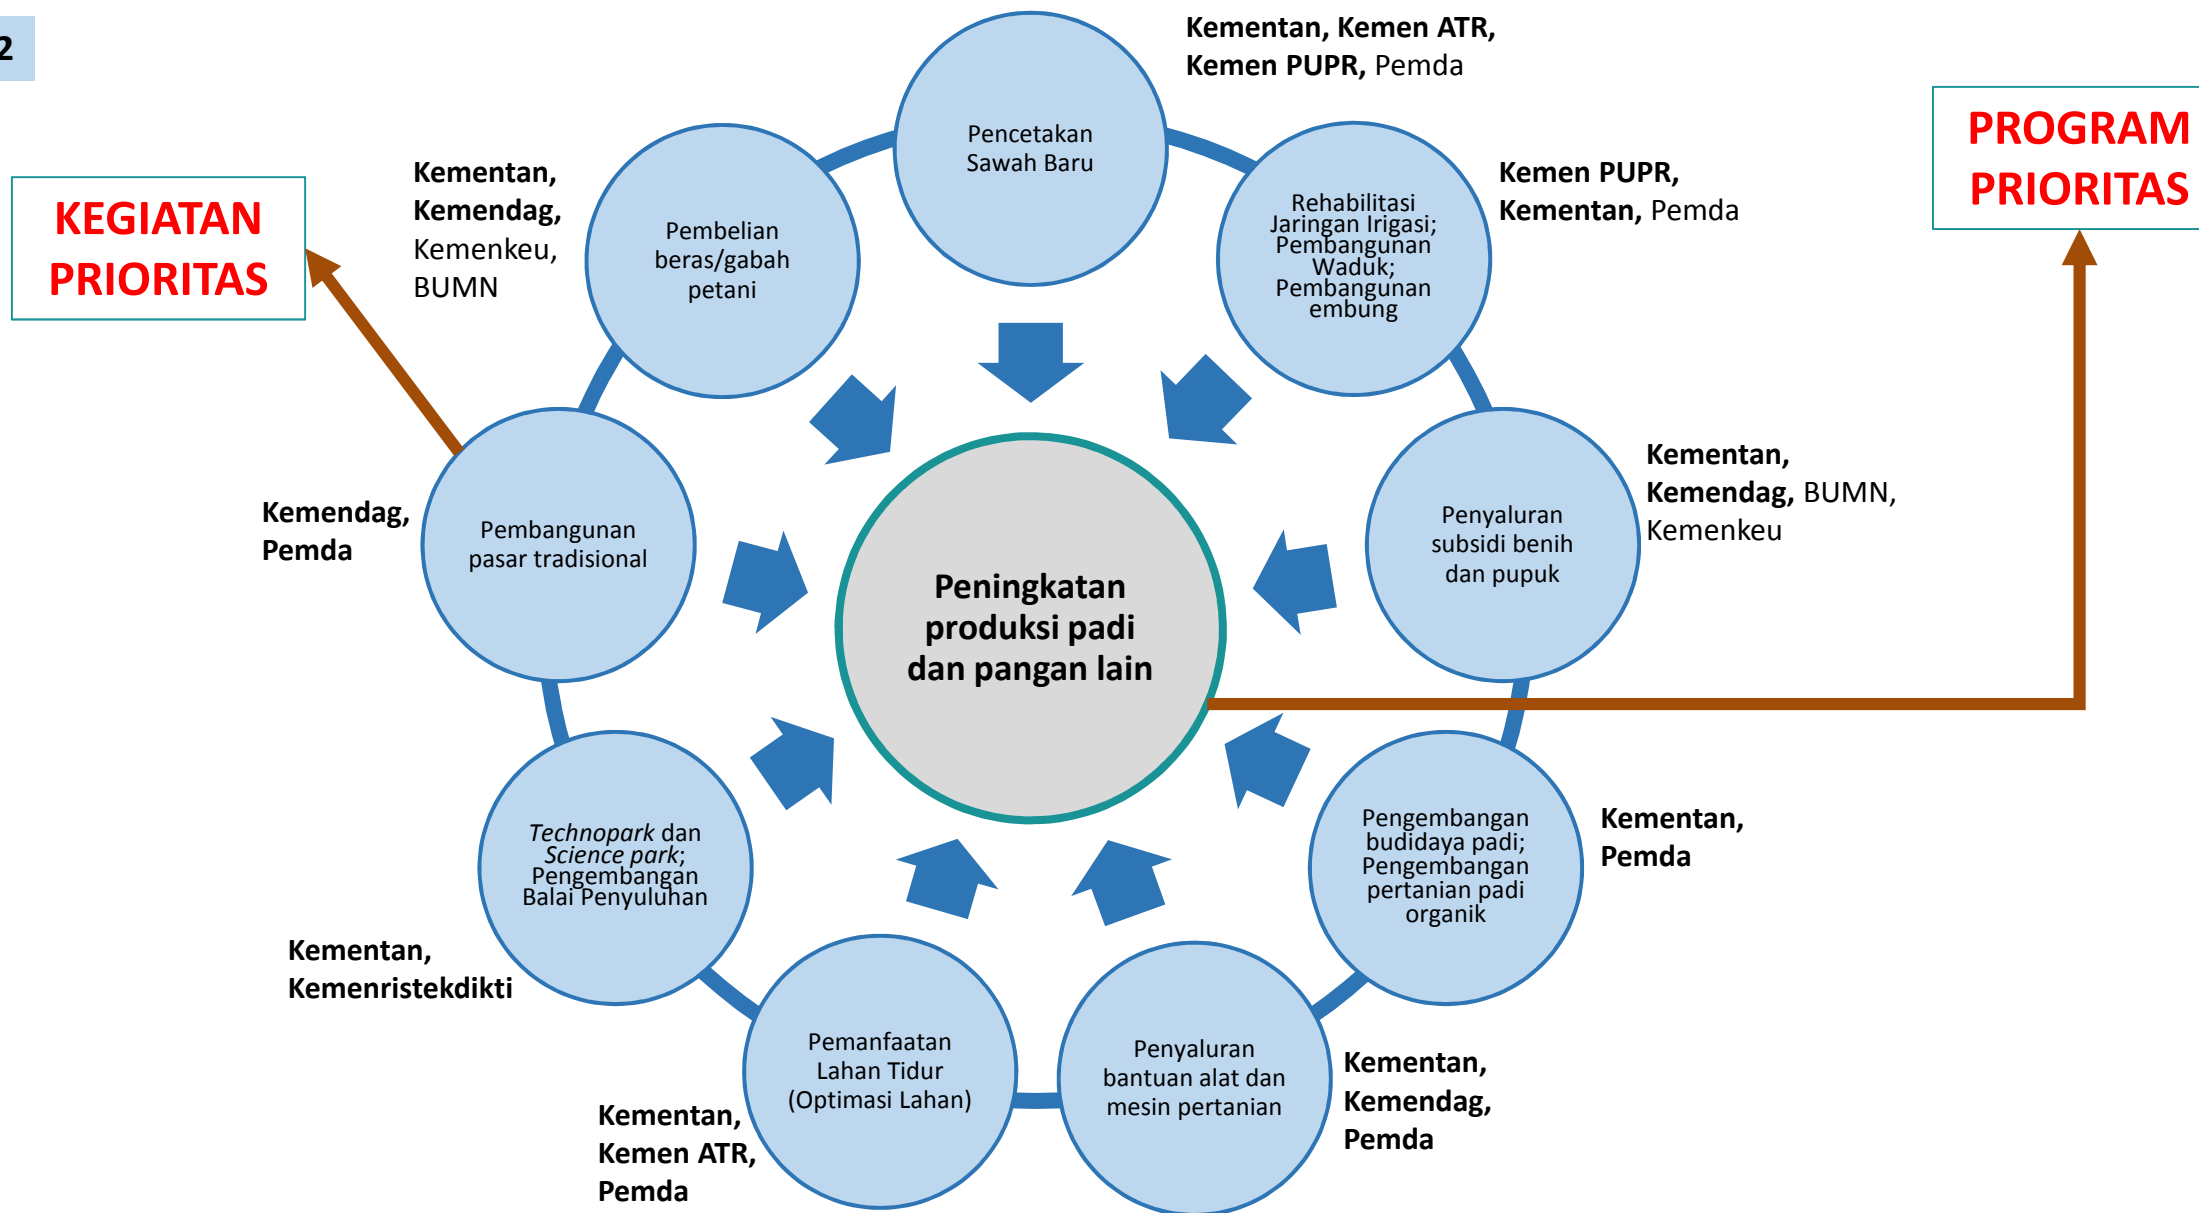 2
Kementan, Kemen ATR,
Kemen PUPR, Pemda
PROGRAM
PRIORITAS
KEGIATAN
PRIORITAS
Kementan,
Kemendag,
Kemenkeu,
BUMN
Pembelian
beras/gabah
petani
Pencetakan
Sawah Baru
Rehabilitasi
Jaringan Irigasi;
Pembangunan
Waduk;
Pembangunan
embung
Kemen PUPR,
Kementan, Pemda
Kemendag,
Pemda
Pembangunan
pasar tradisional
Peningkatan
produksi padi
dan pangan lain
Penyaluran
subsidi benih
dan pupuk
Kementan,
Kemendag, BUMN,
Kemenkeu
Technopark dan
Science park;
Pengembangan
Balai Penyuluhan
Kementan,
Kemenristekdikti
Pengembangan
budidaya padi;
Pengembangan
pertanian padi
organik
Kementan,
Pemda
Pemanfaatan
Lahan Tidur
(Optimasi Lahan)
Kementan,
Kemen ATR,
Pemda
Penyaluran
bantuan alat dan
mesin pertanian
Kementan,
Kemendag,
Pemda